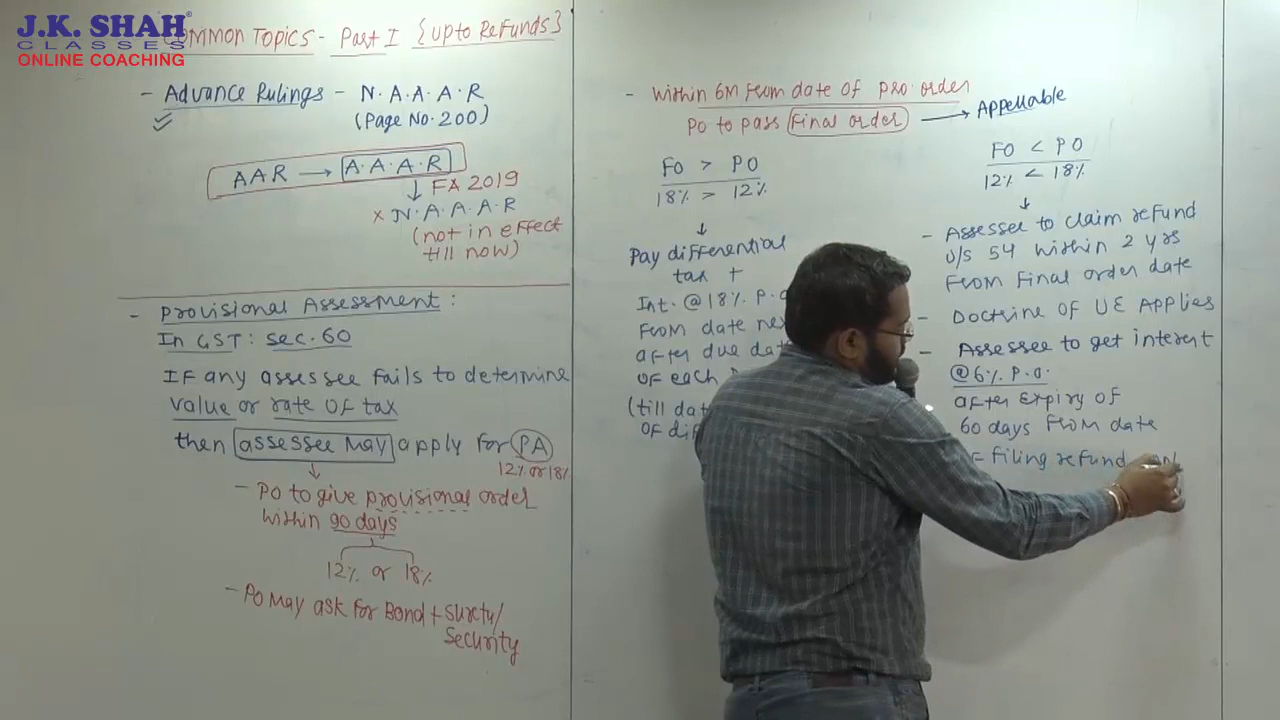 J.K. SHAH®
CLASSES
ONLINE COACHING
COMMON TOPICS - Part I {upto Refunds}
- Advance Rulings - N.A.A.A.R
(Page No. 200)
AAR → A.A.A.R
↓ FA 2019
× N.A.A.A.R
(not in effect
till now)
- Provisional Assessment:
In GST: Sec. 60
If any assessee fails to determine
value or rate of tax
then assessee may apply for PA
12% or 18%
- PO to give provisional order
within 90 days
12% or 18%
- PO may ask for Bond + surety/
security
- within 6M from date of pro. order
PO to pass final order → Appellable
FO > PO
18% > 12%
↓
Pay differential
tax +
Int. @ 18%
from date
after due
of each
(till
of
FO < PO
12% < 18%
↓
- Assessee to claim refund
u/s 54 within 2 yrs
from final order date
- Doctrine of UE Applies
- Assessee to get interest
@6% p.a.
after expiry of
60 days from date
filing refund